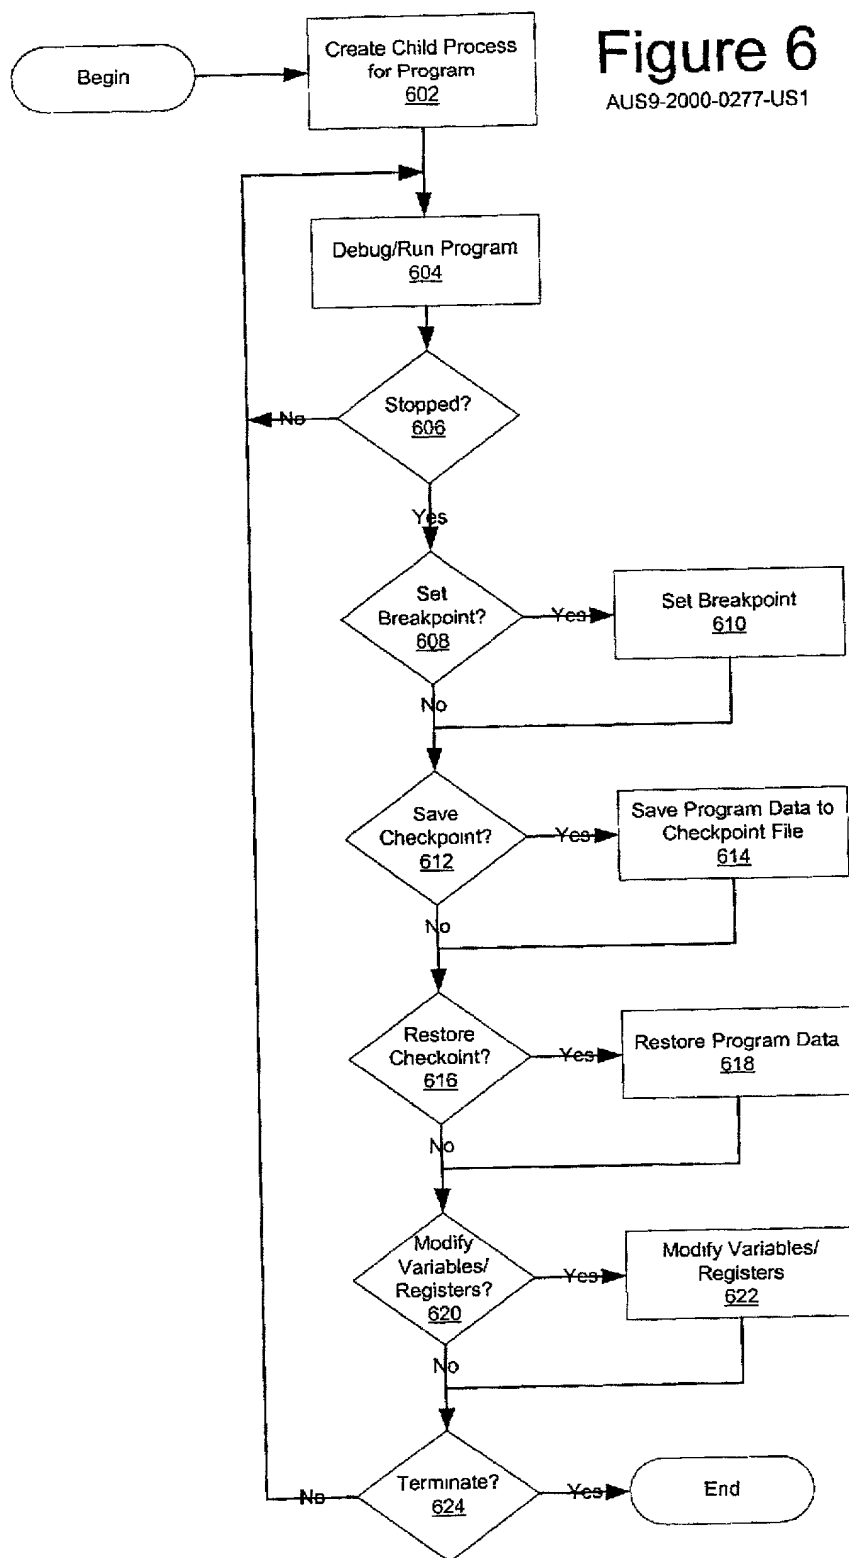 Figure 6
AUS9-2000-0277-US1
Begin
Create Child Process
for Program
602
Debug/Run Program
604
Stopped?
606
No
Yes
Set
Breakpoint?
608
Yes
Set Breakpoint
610
No
Save
Checkpoint?
612
Yes
Save Program Data to
Checkpoint File
614
No
Restore
Checkoint?
616
Yes
Restore Program Data
618
No
Modify
Variables/
Registers?
620
Yes
Modify Variables/
Registers
622
No
Terminate?
624
No
Yes
End